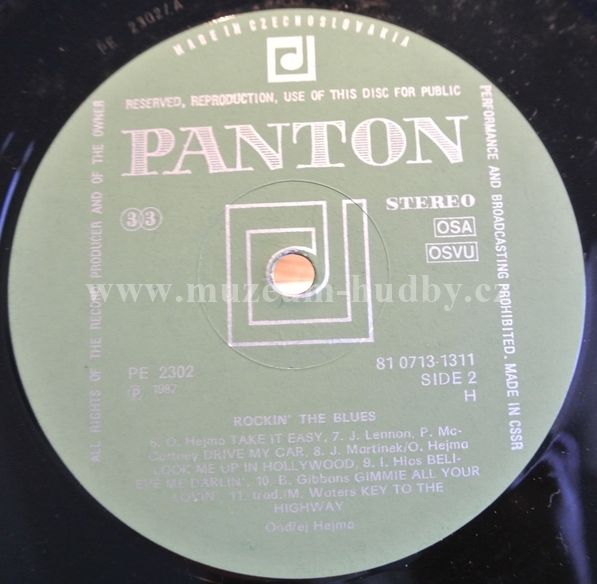 PE 2302/A
MADE IN CZECHOSLOVAKIA
RESERVED, REPRODUCTION, USE OF THIS DISC FOR PUBLIC
PERFORMANCE AND BROADCASTING PROHIBITED. MADE IN CSSR
ALL RIGHTS OF THE RECORD PRODUCER AND OF THE OWNER
PANTON
STEREO
33
OSA
OSVU
www.muzeum-hudby.cz
PE 2302
℗ 1987
81 0713-1311
SIDE 2
H
ROCKIN' THE BLUES
6. O. Hejma TAKE IT EASY, 7. J. Lennon, P. Mc-
Cartney DRIVE MY CAR, 8. J. Martinek/O. Hejma
LOOK ME UP IN HOLLYWOOD, 9. I. Hlas BELI-
EVE ME DARLIN', 10. B. Gibbons GIMMIE ALL YOUR
LOVIN', 11. trad./M. Waters KEY TO THE
HIGHWAY
Ondřej Hejma